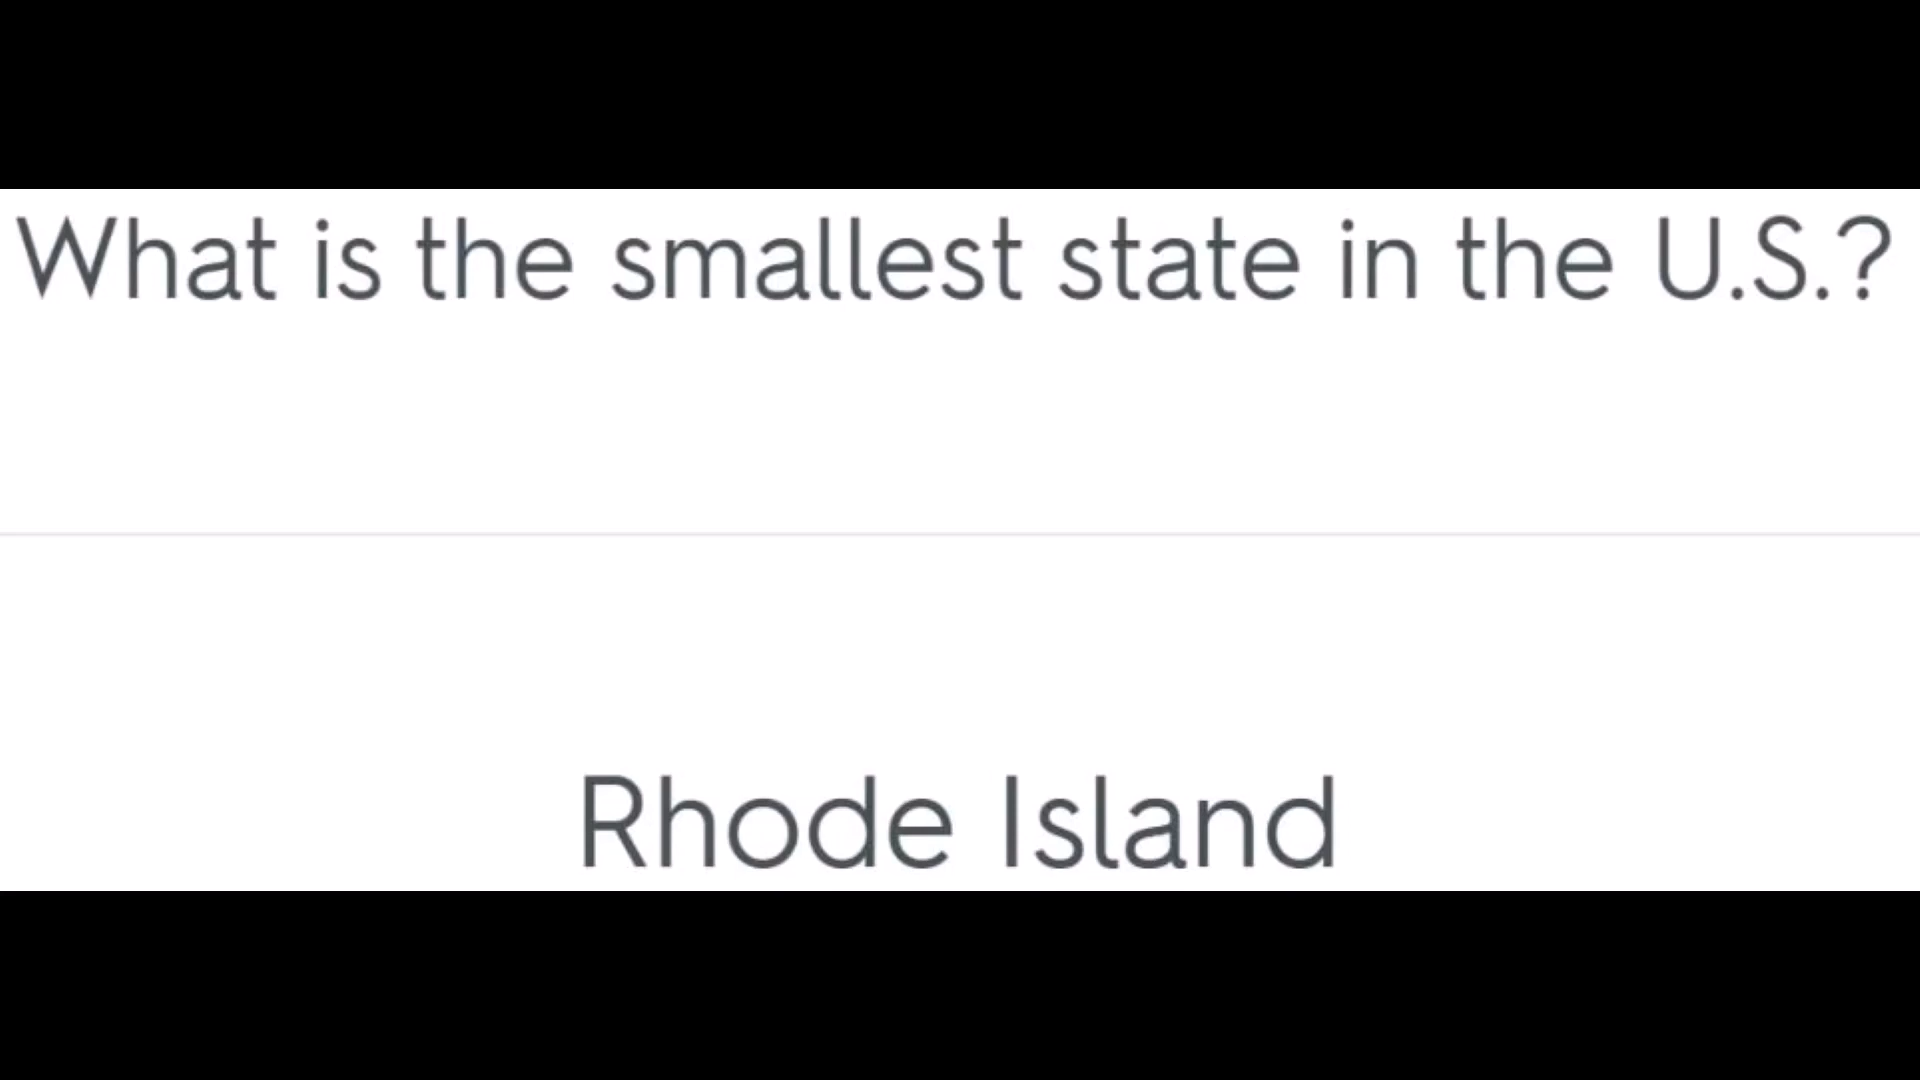 What is the smallest state in the U.S.?
Rhode Island